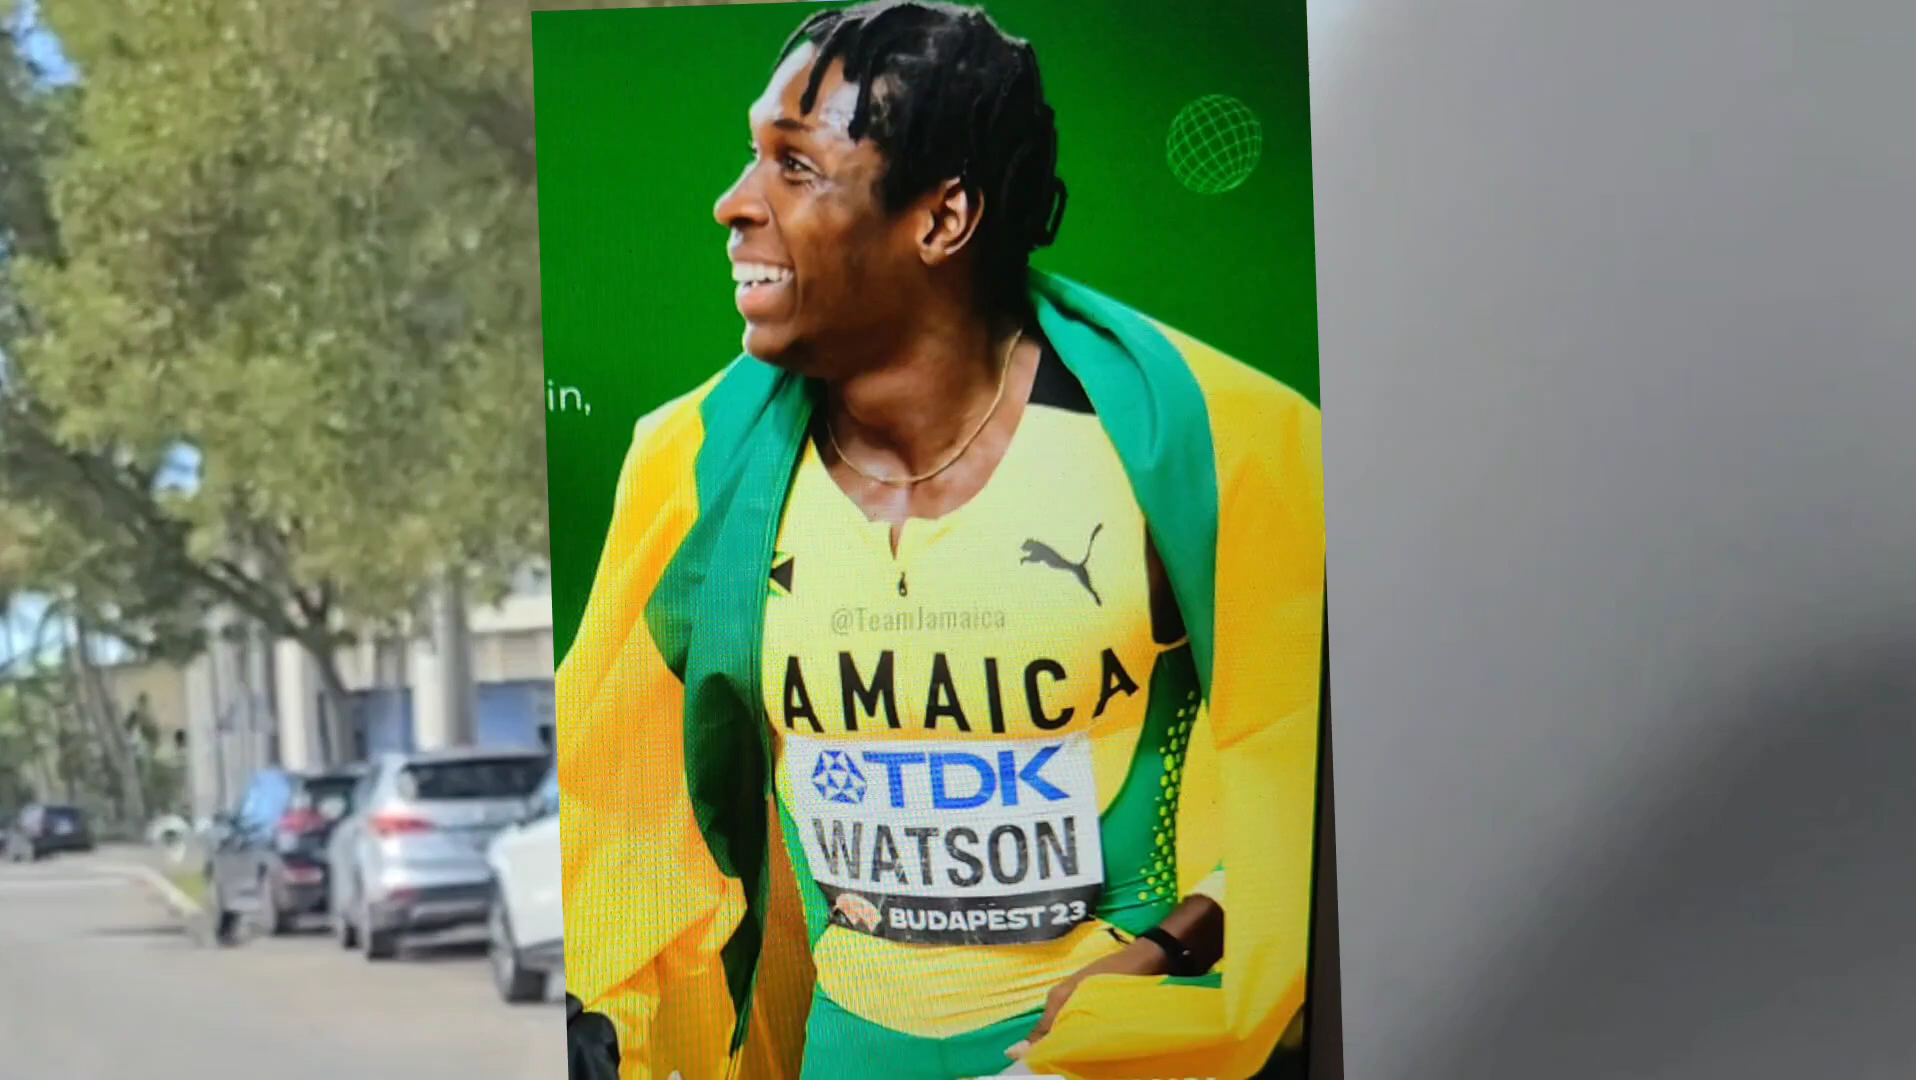 in,
@TeamJamaica
AMAICA
TDK
WATSON
BUDAPEST 23